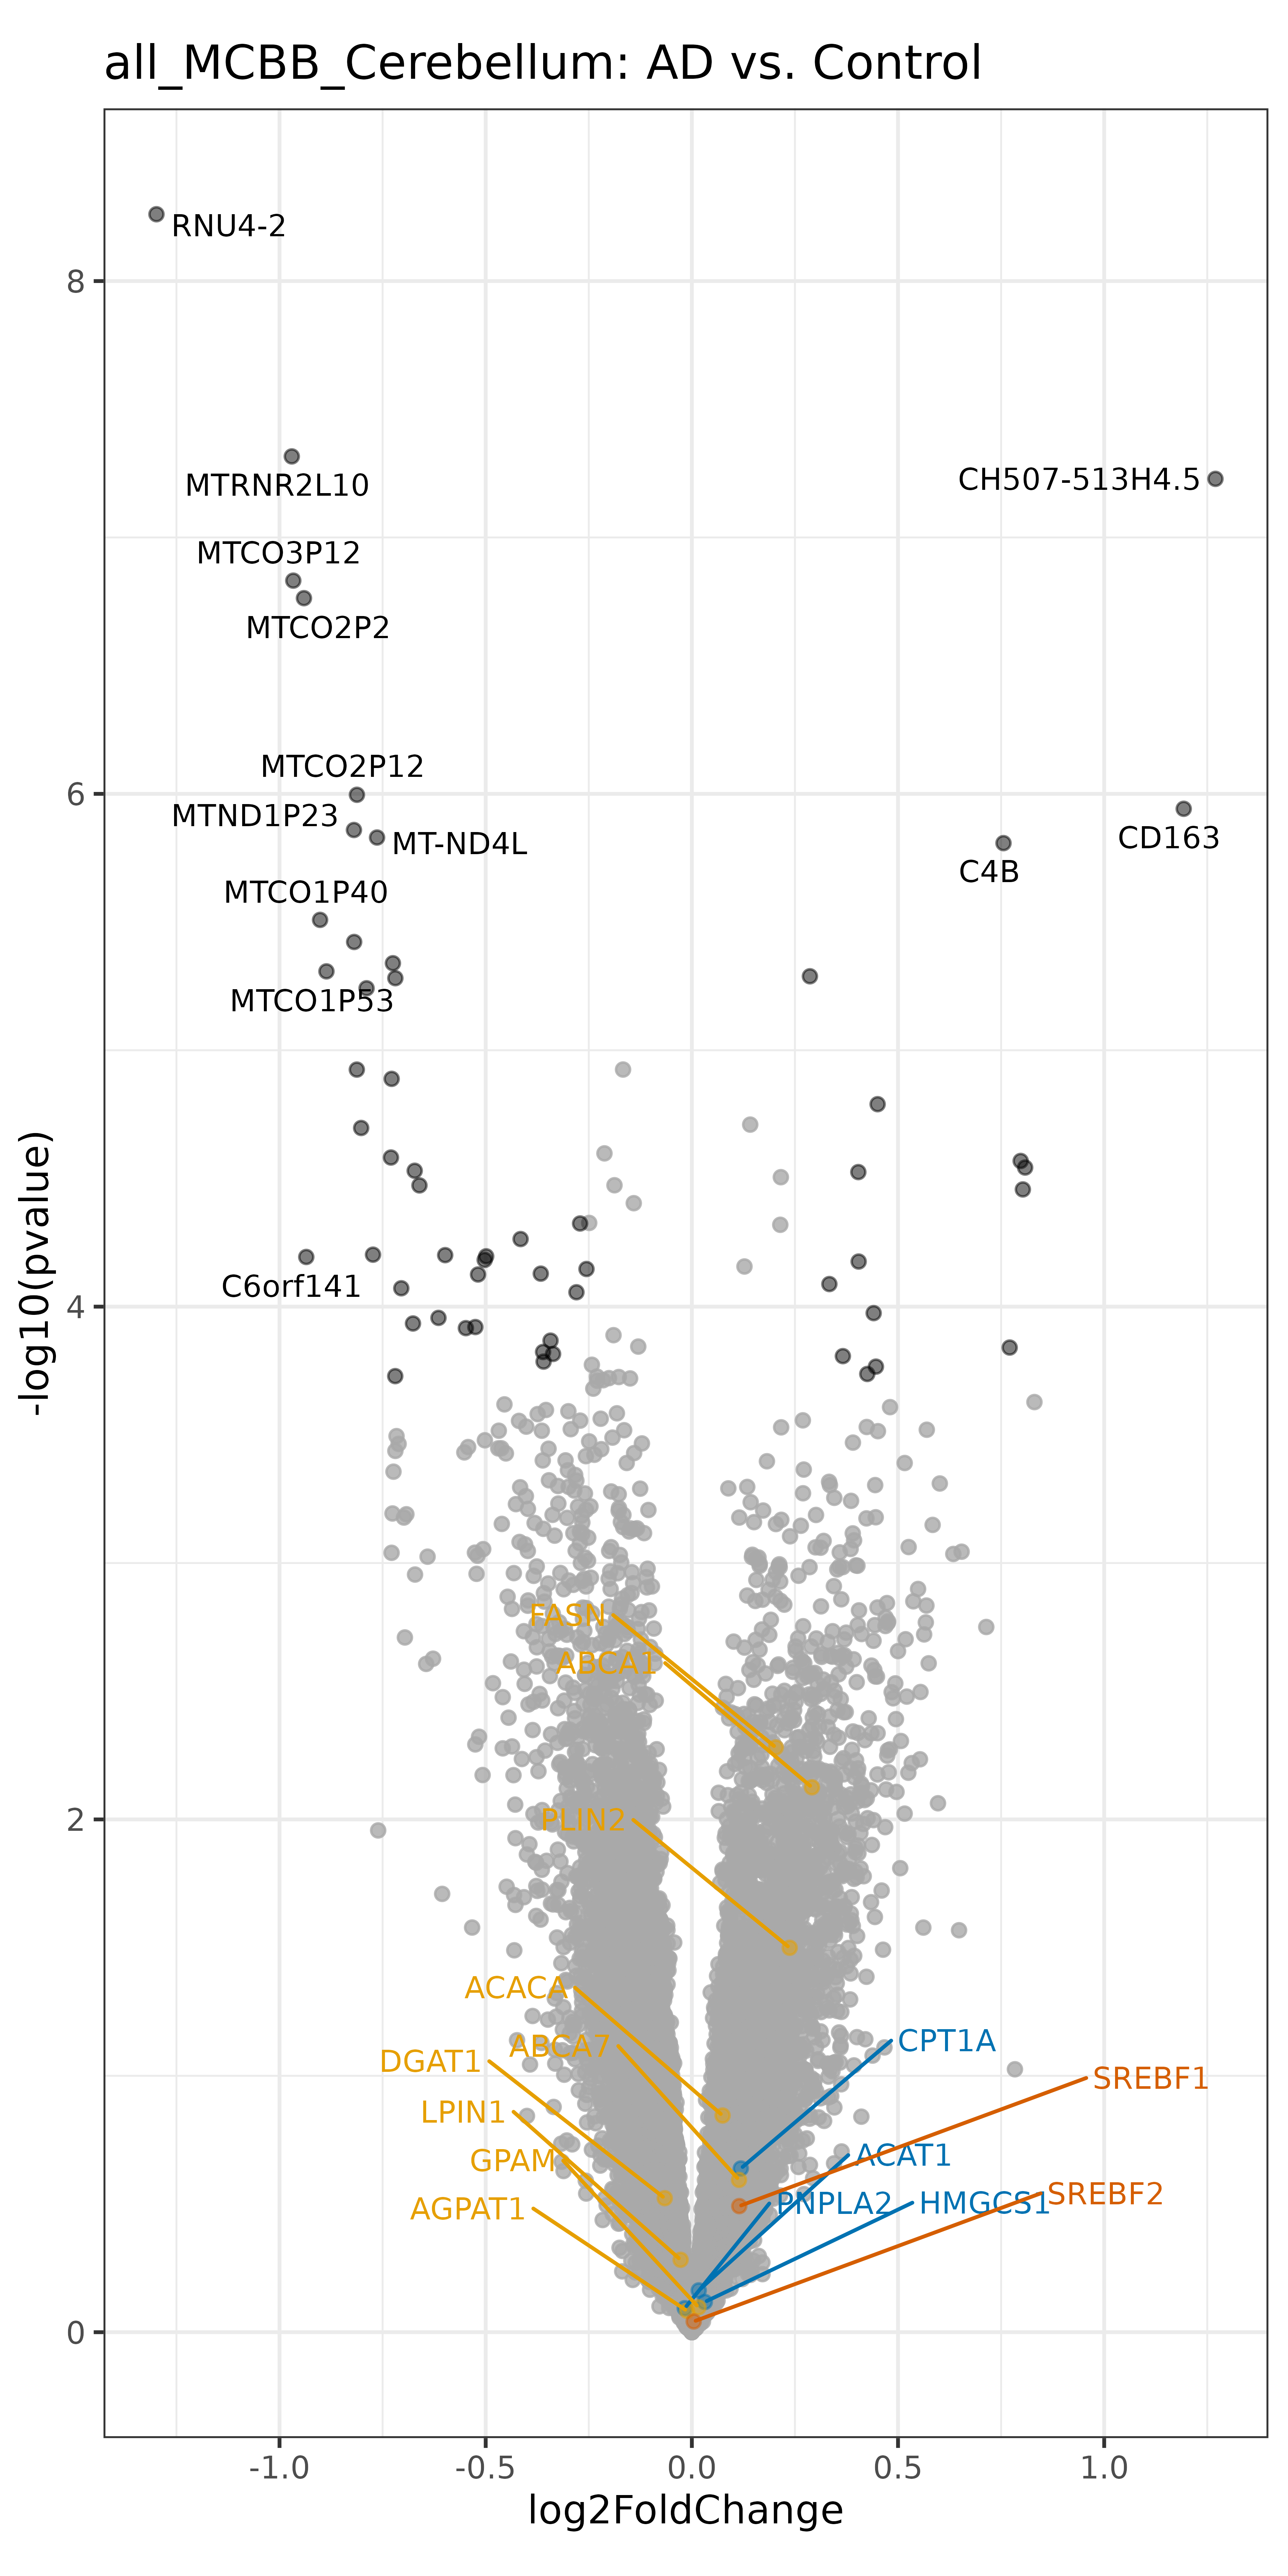 all_MCBB_Cerebellum: AD vs. Control
RNU4-2
8
MTRNR2L10
CH507-513H4.5
MTCO3P12
MTCO2P2
MTCO2P12
6
MTND1P23
MT-ND4L
CD163
C4B
MTCO1P40
MTCO1P53
-log10(pvalue)
C6orf141
4
FASN
ABCA1
2
PLIN2
ACACA
CPT1A
ABCA7
DGAT1
SREBF1
LPIN1
ACAT1
GPAM
SREBF2
PNPLA2
HMGCS1
AGPAT1
0
-1.0 -0.5 0.0 0.5 1.0
log2FoldChange